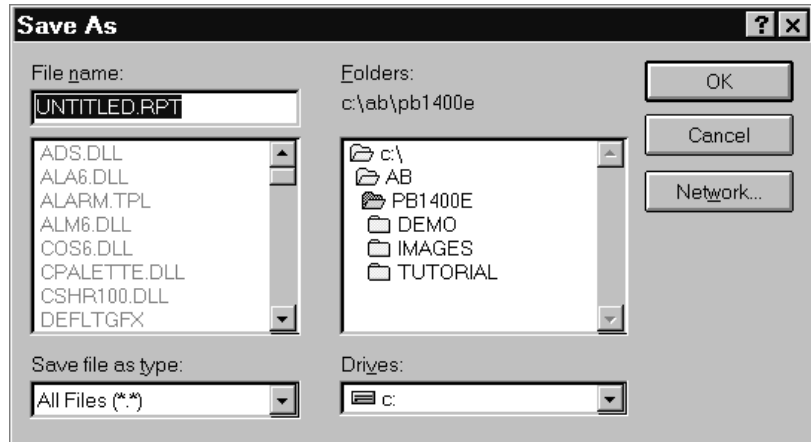 Save As
File name:
UNTITLED.RPT
ADS.DLL
ALA6.DLL
ALARM.TPL
ALM6.DLL
COS6.DLL
CPALETTE.DLL
CSHR100.DLL
DEFLTGFX
Save file as type:
All Files (*.*)
Folders:
c:\ab\pb1400e
c:\
AB
PB1400E
DEMO
IMAGES
TUTORIAL
Drives:
c:
OK
Cancel
Network...